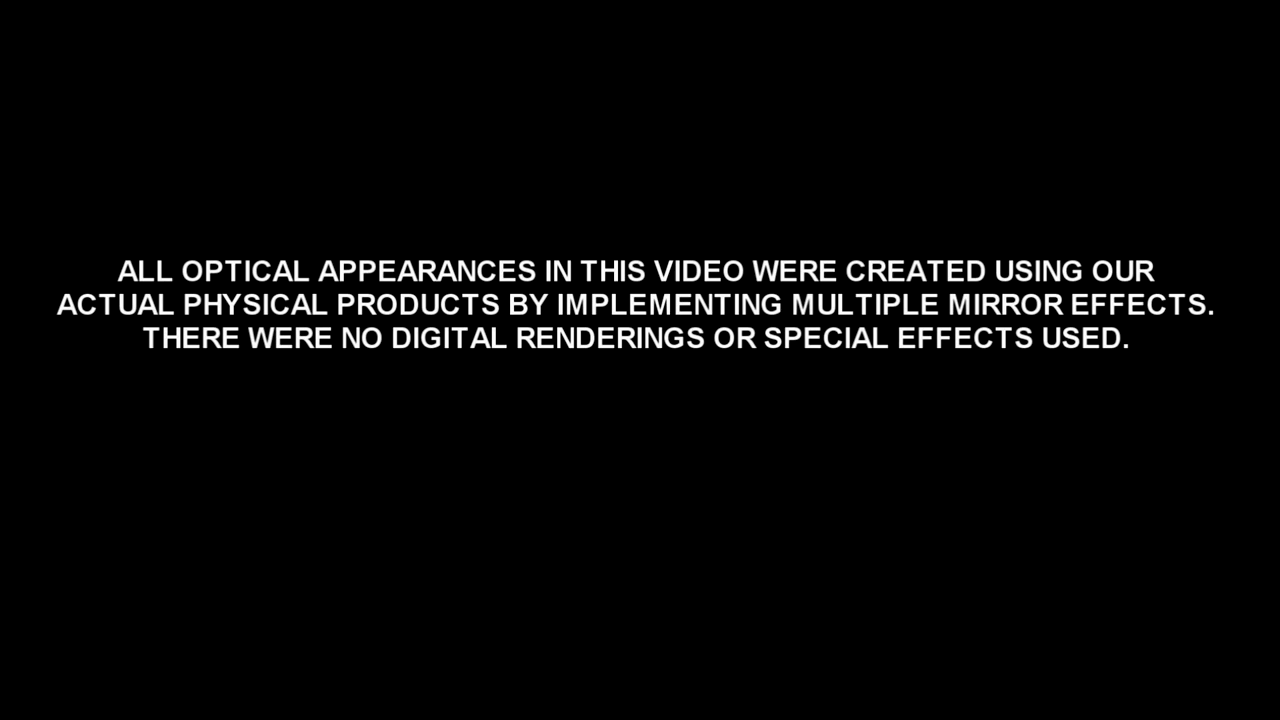 ALL OPTICAL APPEARANCES IN THIS VIDEO WERE CREATED USING OUR
ACTUAL PHYSICAL PRODUCTS BY IMPLEMENTING MULTIPLE MIRROR EFFECTS.
THERE WERE NO DIGITAL RENDERINGS OR SPECIAL EFFECTS USED.